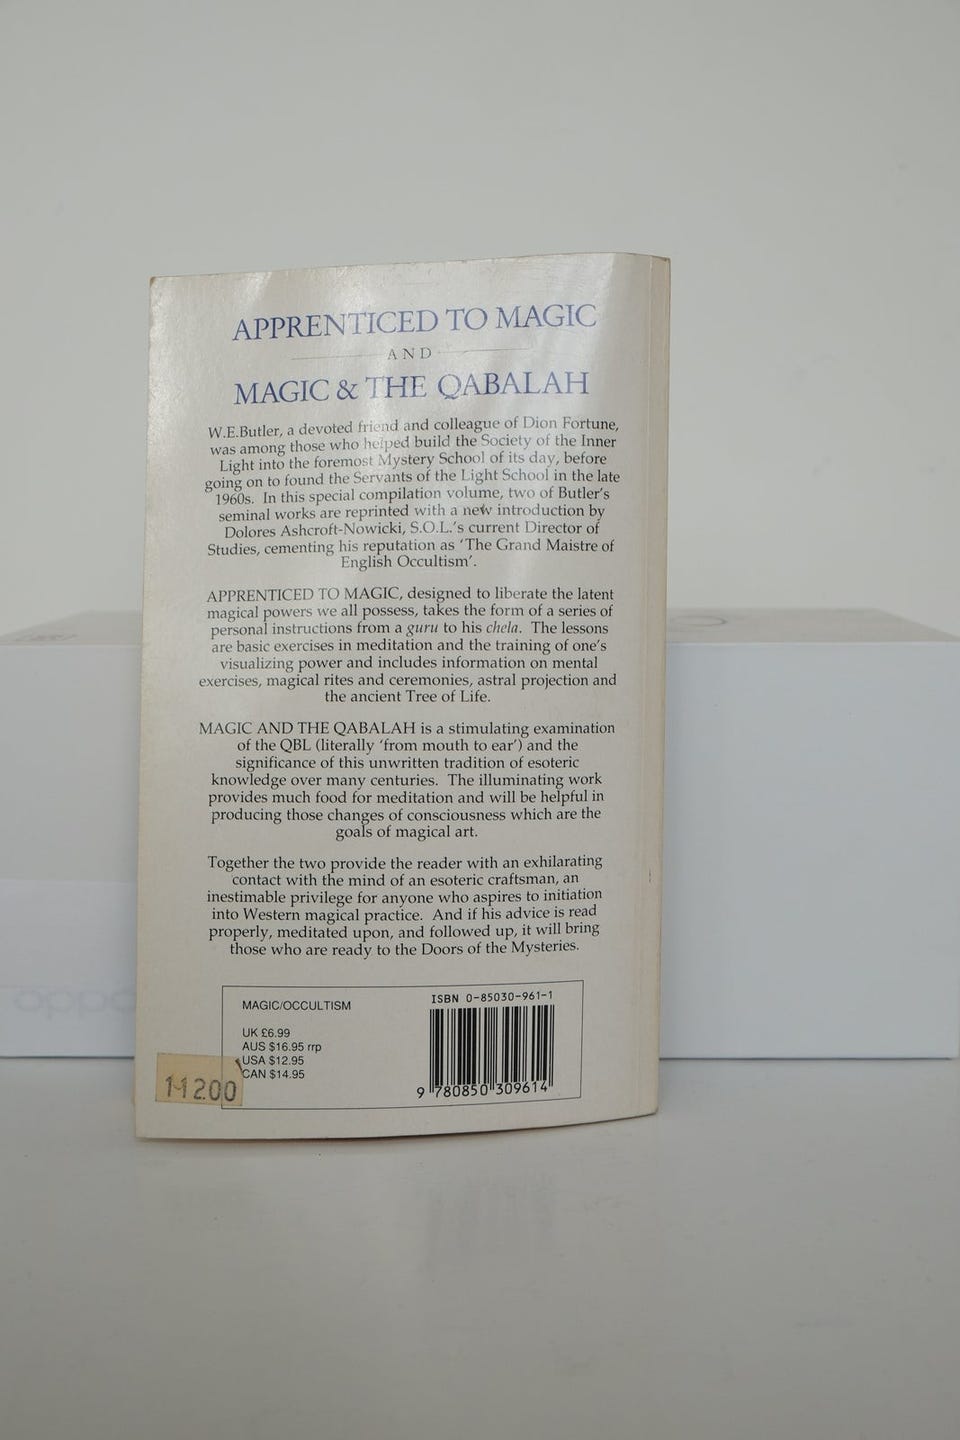 APPRENTICED TO MAGIC
AND
MAGIC & THE QABALAH
W.E.Butler, a devoted friend and colleague of Dion Fortune,
was among those who helped build the Society of the Inner
Light into the foremost Mystery School of its day, before
going on to found the Servants of the Light School in the late
1960s. In this special compilation volume, two of Butler's
seminal works are reprinted with a new introduction by
Dolores Ashcroft-Nowicki, S.O.L.'s current Director of
Studies, cementing his reputation as 'The Grand Maistre of
English Occultism'.
APPRENTICED TO MAGIC, designed to liberate the latent
magical powers we all possess, takes the form of a series of
personal instructions from a guru to his chela. The lessons
are basic exercises in meditation and the training of one's
visualizing power and includes information on mental
exercises, magical rites and ceremonies, astral projection and
the ancient Tree of Life.
MAGIC AND THE QABALAH is a stimulating examination
of the QBL (literally 'from mouth to ear') and the
significance of this unwritten tradition of esoteric
knowledge over many centuries. The illuminating work
provides much food for meditation and will be helpful in
producing those changes of consciousness which are the
goals of magical art.
Together the two provide the reader with an exhilarating
contact with the mind of an esoteric craftsman, an
inestimable privilege for anyone who aspires to initiation
into Western magical practice. And if his advice is read
properly, meditated upon, and followed up, it will bring
those who are ready to the Doors of the Mysteries.
MAGIC/OCCULTISM
UK £6.99
AUS $16.95 rrp
USA $12.95
CAN $14.95
ISBN 0-85030-961-1
9 780850 309614
11200
oppo